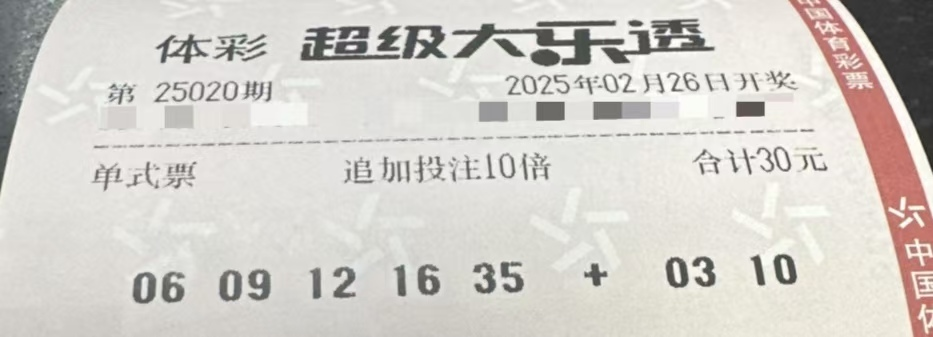 体彩 超级大乐透
第 25020期 2025年02月26日开奖
单式票 追加投注10倍 合计30元
06 09 12 16 35 + 03 10
中国体育彩票
中国体